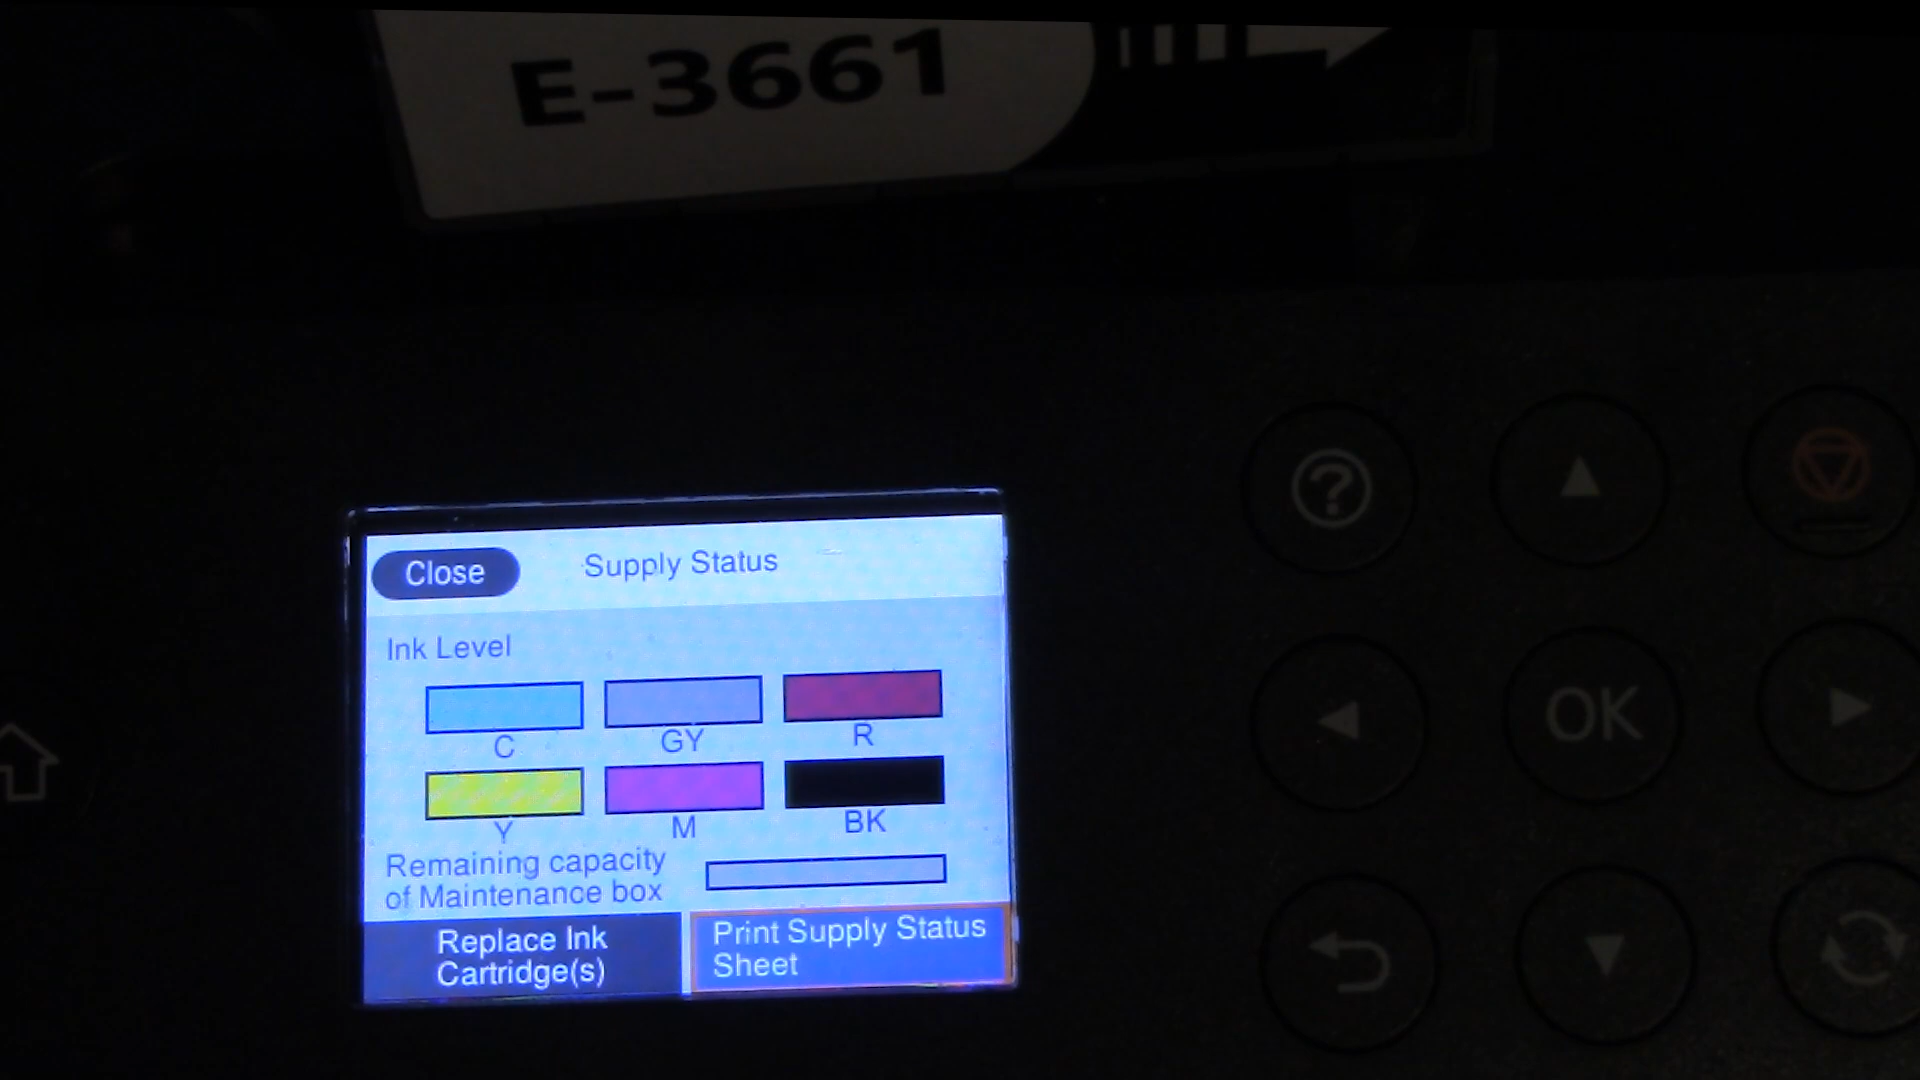 E-3661
Close
Supply Status
Ink Level
C GY R
Y M BK
Remaining capacity
of Maintenance box
Replace Ink
Cartridge(s)
Print Supply Status
Sheet
?
OK